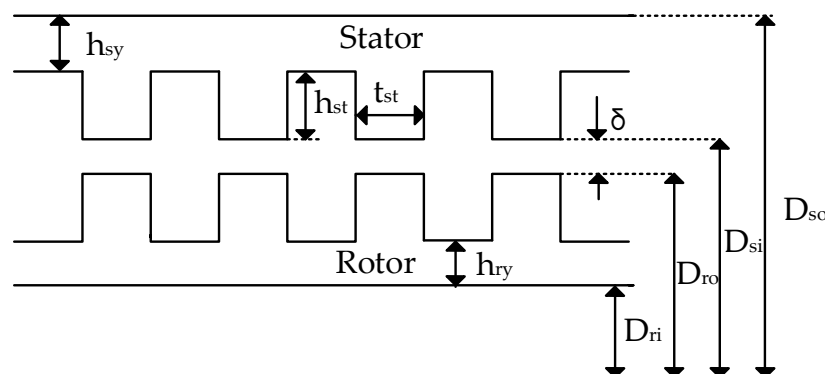 Stator
hsy
hst
tst
δ
Dso
Dsi
Dro
Rotor
hry
Dri